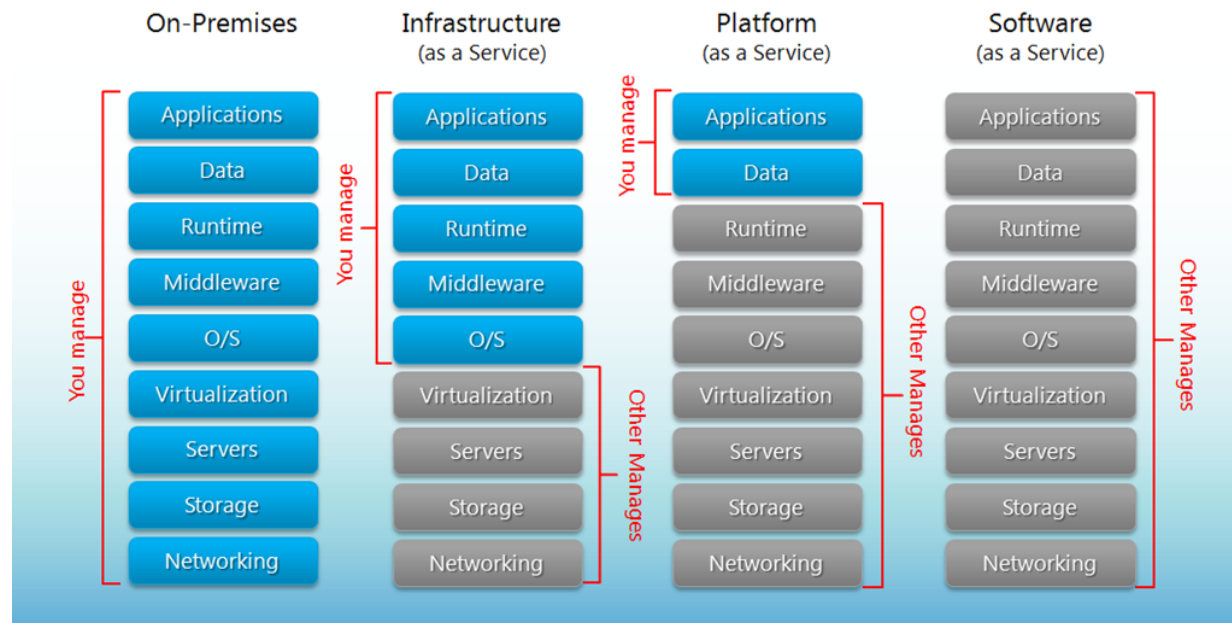 On-Premises
Infrastructure
(as a Service)
Platform
(as a Service)
Software
(as a Service)
You manage
Applications
Data
Runtime
Middleware
O/S
Virtualization
Servers
Storage
Networking
You manage
Applications
Data
Runtime
Middleware
O/S
Virtualization
Servers
Storage
Networking
Other Manages
You manage
Applications
Data
Runtime
Middleware
O/S
Virtualization
Servers
Storage
Networking
Other Manages
Applications
Data
Runtime
Middleware
O/S
Virtualization
Servers
Storage
Networking
Other Manages